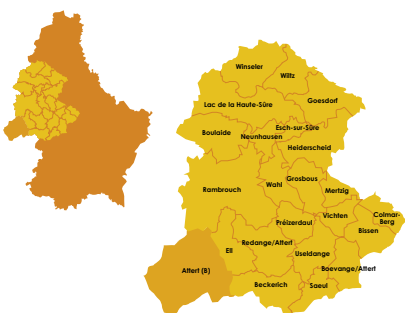 Winseler
Wiltz
Goesdorf
Lac de la Haute-Sûre
Esch-sur-Sûre
Boulaide
Neunhausen
Heiderscheid
Grosbous
Rambrouch
Wahl
Mertzig
Vichten
Colmar-
Berg
Préizerdaul
Bissen
Redange/Attert
Ell
Useldange
Attert (B)
Boevange/Attert
Beckerich
Saeul